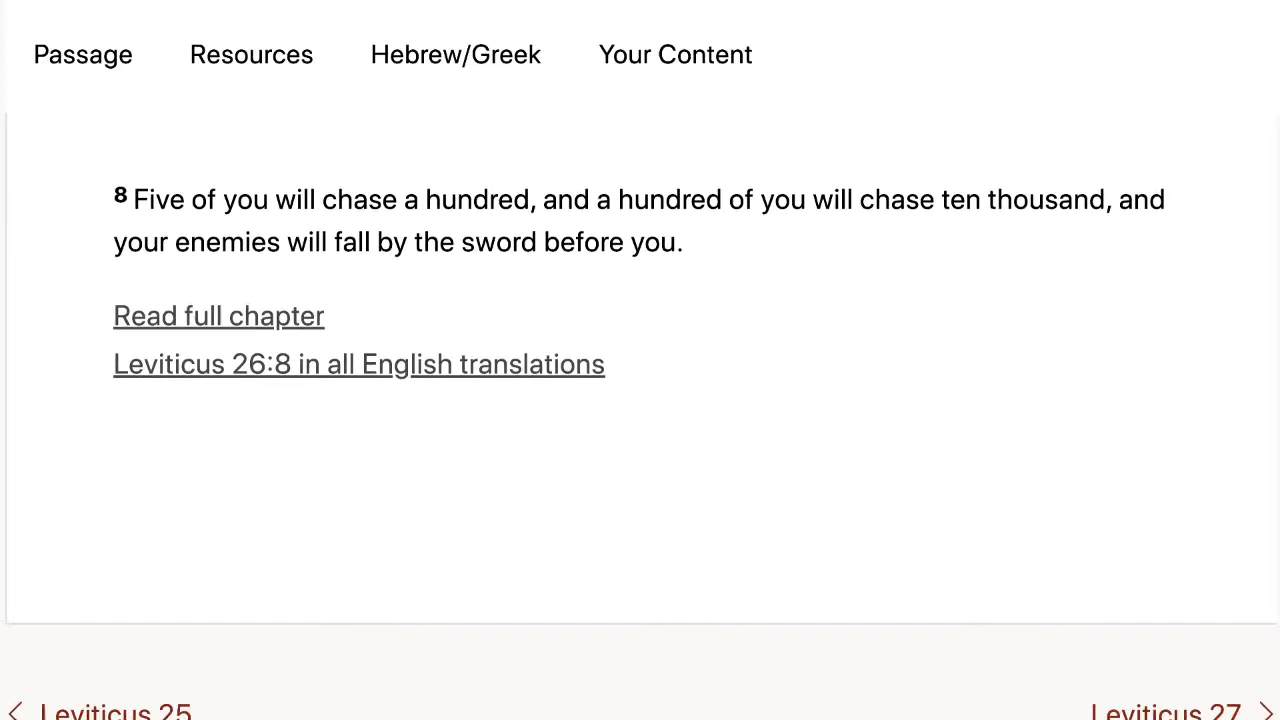 Passage Resources Hebrew/Greek Your Content
8 Five of you will chase a hundred, and a hundred of you will chase ten thousand, and
your enemies will fall by the sword before you.
Read full chapter
Leviticus 26:8 in all English translations
< Leviticus 25 Leviticus 27 >